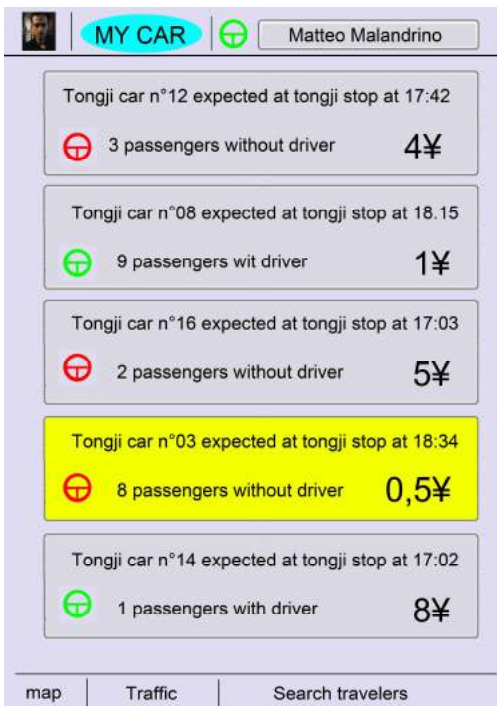 MY CAR
Matteo Malandrino
Tongji car n°12 expected at tongji stop at 17:42
3 passengers without driver 4¥
Tongji car n°08 expected at tongji stop at 18.15
9 passengers wit driver 1¥
Tongji car n°16 expected at tongji stop at 17:03
2 passengers without driver 5¥
Tongji car n°03 expected at tongji stop at 18:34
8 passengers without driver 0,5¥
Tongji car n°14 expected at tongji stop at 17:02
1 passengers with driver 8¥
map Traffic Search travelers